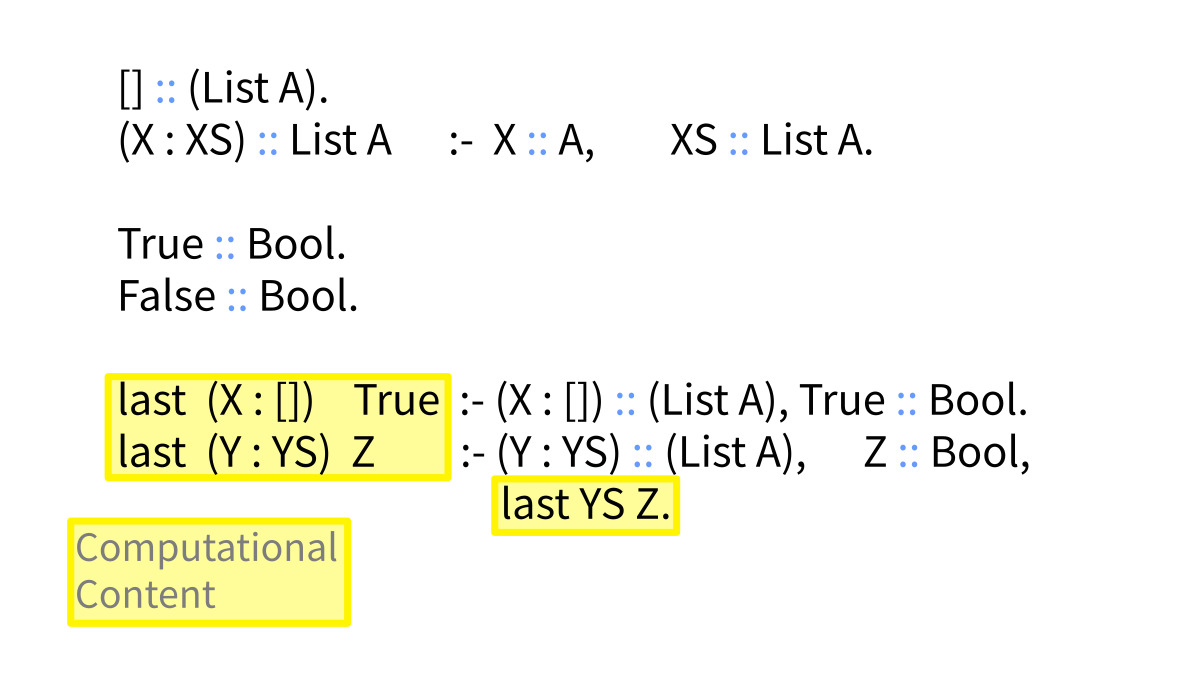 [] :: (List A).
(X : XS) :: List A :- X :: A, XS :: List A.
True :: Bool.
False :: Bool.
last (X : []) True :- (X : []) :: (List A), True :: Bool.
last (Y : YS) Z :- (Y : YS) :: (List A), Z :: Bool,
last YS Z.
Computational
Content